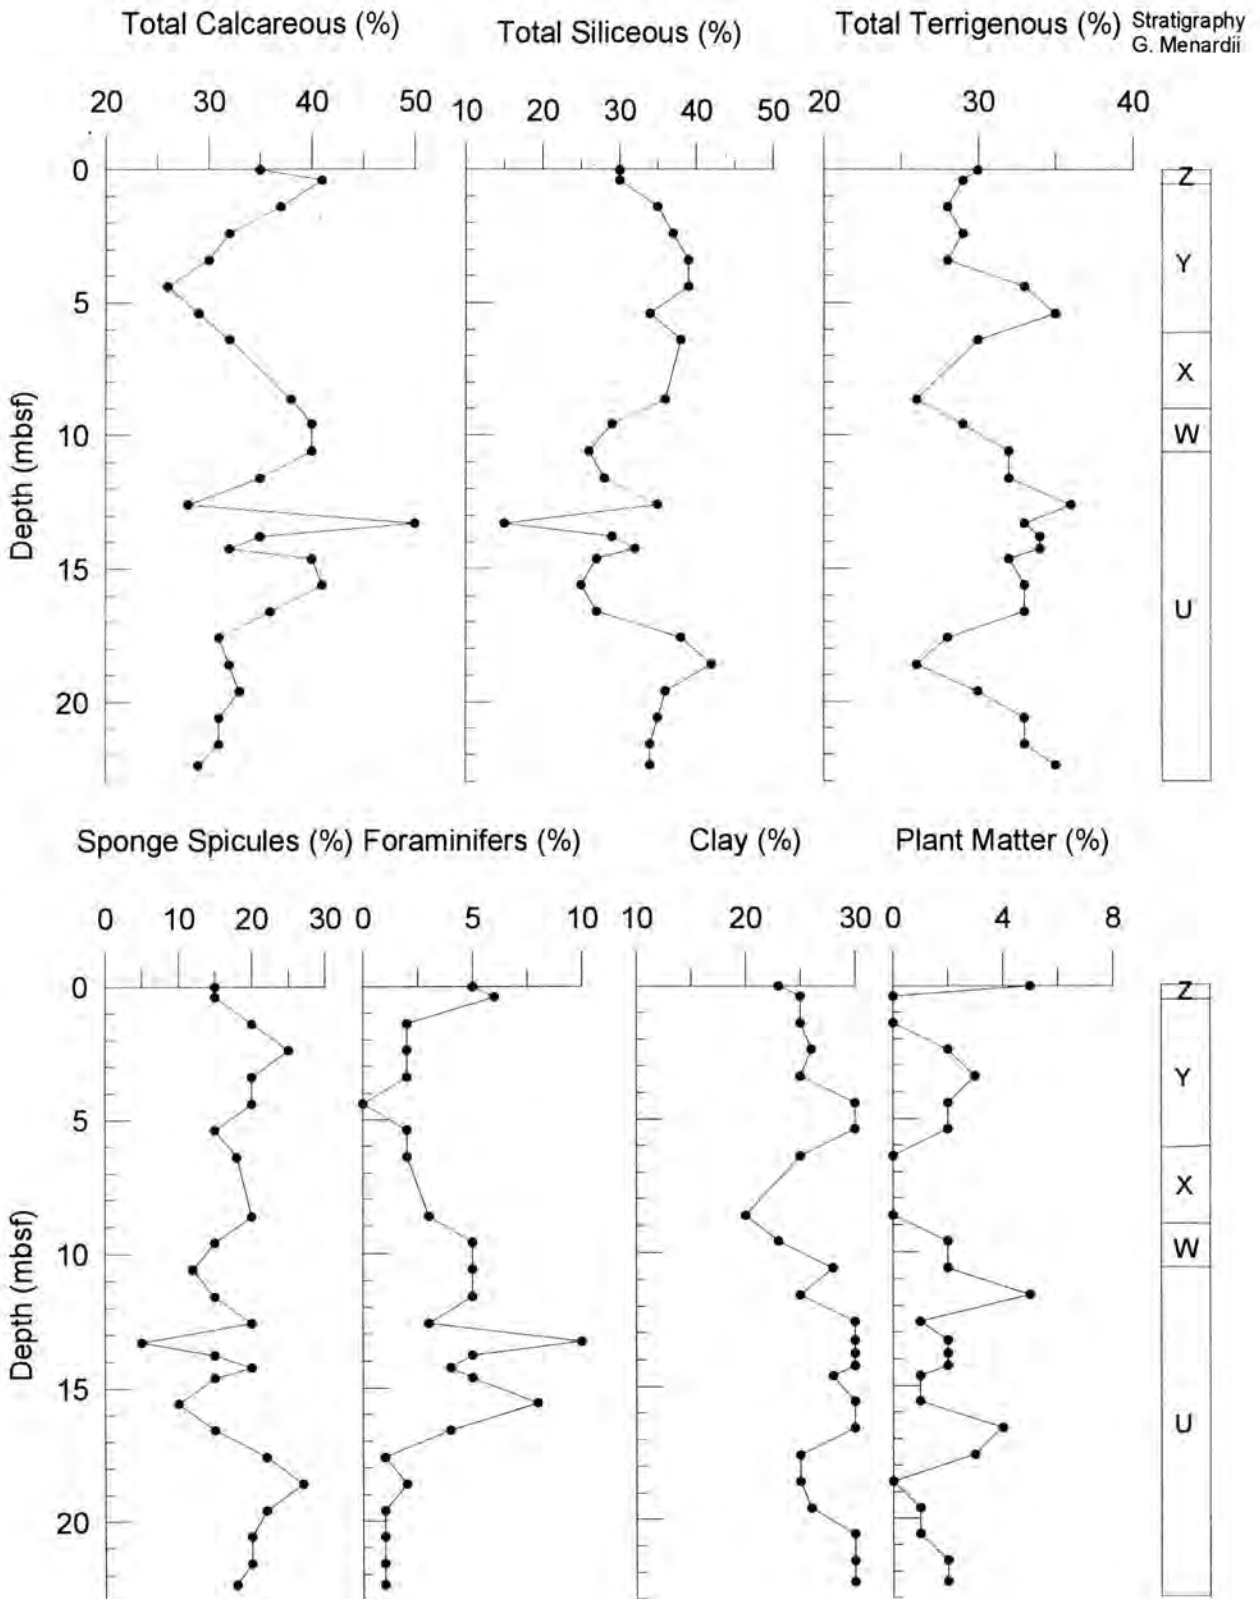 Total Calcareous (%) Total Siliceous (%) Total Terrigenous (%) Stratigraphy
G. Menardii
20 30 40 50 10 20 30 40 50 20 30 40
0
5
10
15
20
Depth (mbsf)
Z
Y
X
W
U
Sponge Spicules (%) Foraminifers (%) Clay (%) Plant Matter (%)
0 10 20 30 0 5 10 10 20 30 0 4 8
0
5
10
15
20
Depth (mbsf)
Z
Y
X
W
U